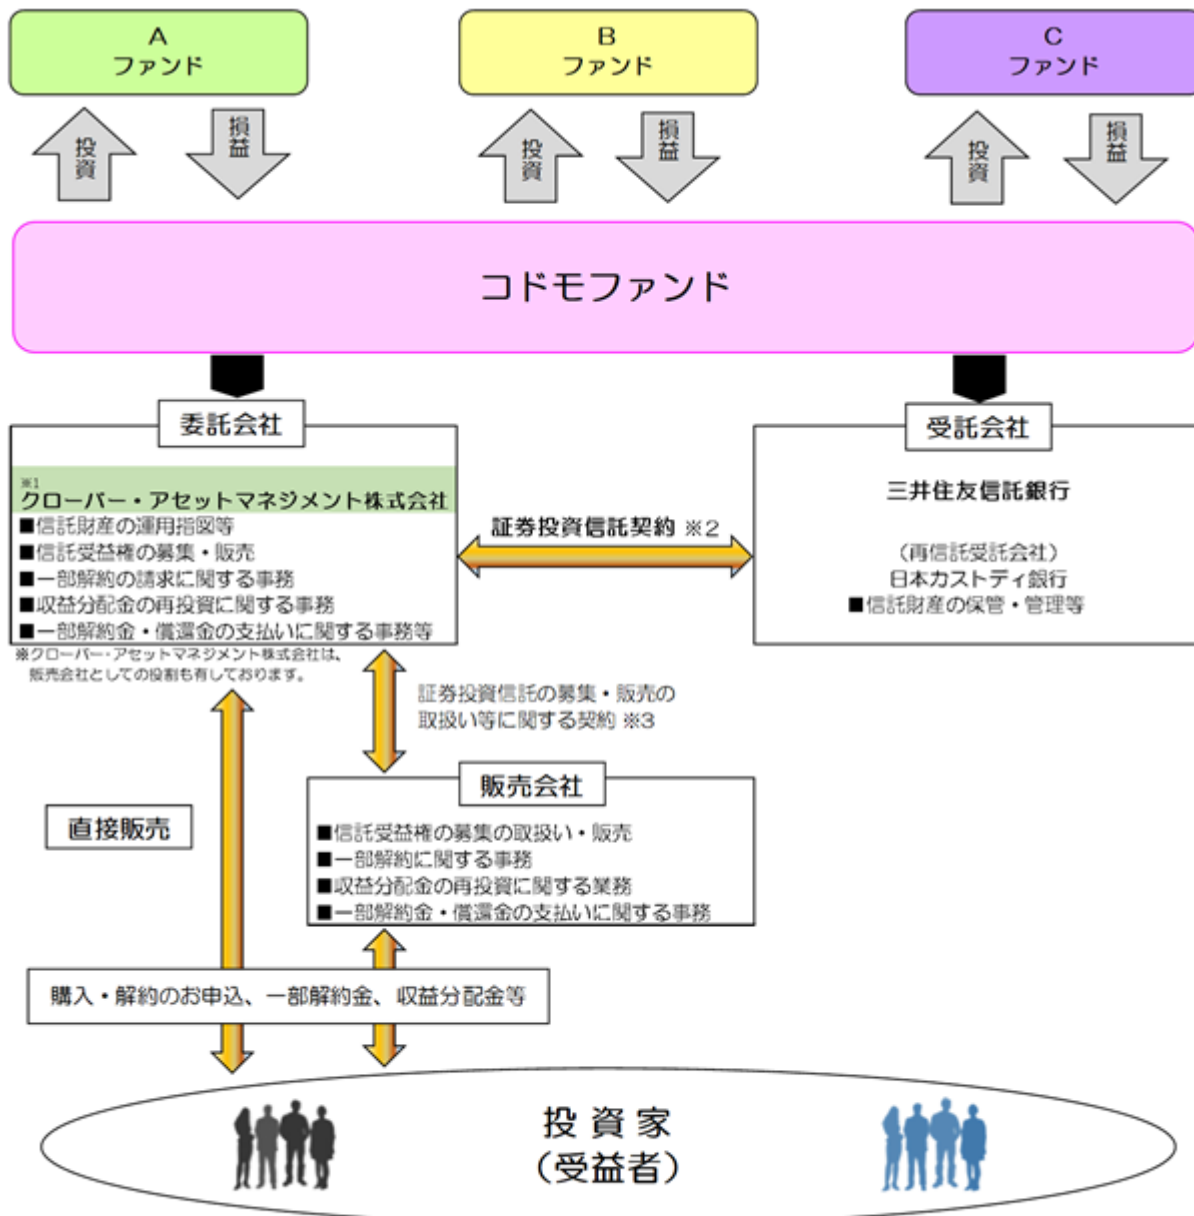 A
ファンド
B
ファンド
C
ファンド
投資
損益
投資
損益
投資
損益
コドモファンド
委託会社
※1
クローバー・アセットマネジメント株式会社
■信託財産の運用指図等
■信託受益権の募集・販売
■一部解約の請求に関する事務
■収益分配金の再投資に関する事務
■一部解約金・償還金の支払いに関する事務等
※クローバー・アセットマネジメント株式会社は、
販売会社としての役割も有しております。
証券投資信託契約 ※2
受託会社
三井住友信託銀行
(再信託受託会社)
日本カストディ銀行
■信託財産の保管・管理等
証券投資信託の募集・販売の
取扱い等に関する契約 ※3
直接販売
販売会社
■信託受益権の募集の取扱い・販売
■一部解約に関する事務
■収益分配金の再投資に関する業務
■一部解約金・償還金の支払いに関する事務
購入・解約のお申込、一部解約金、収益分配金等
投資家
(受益者)